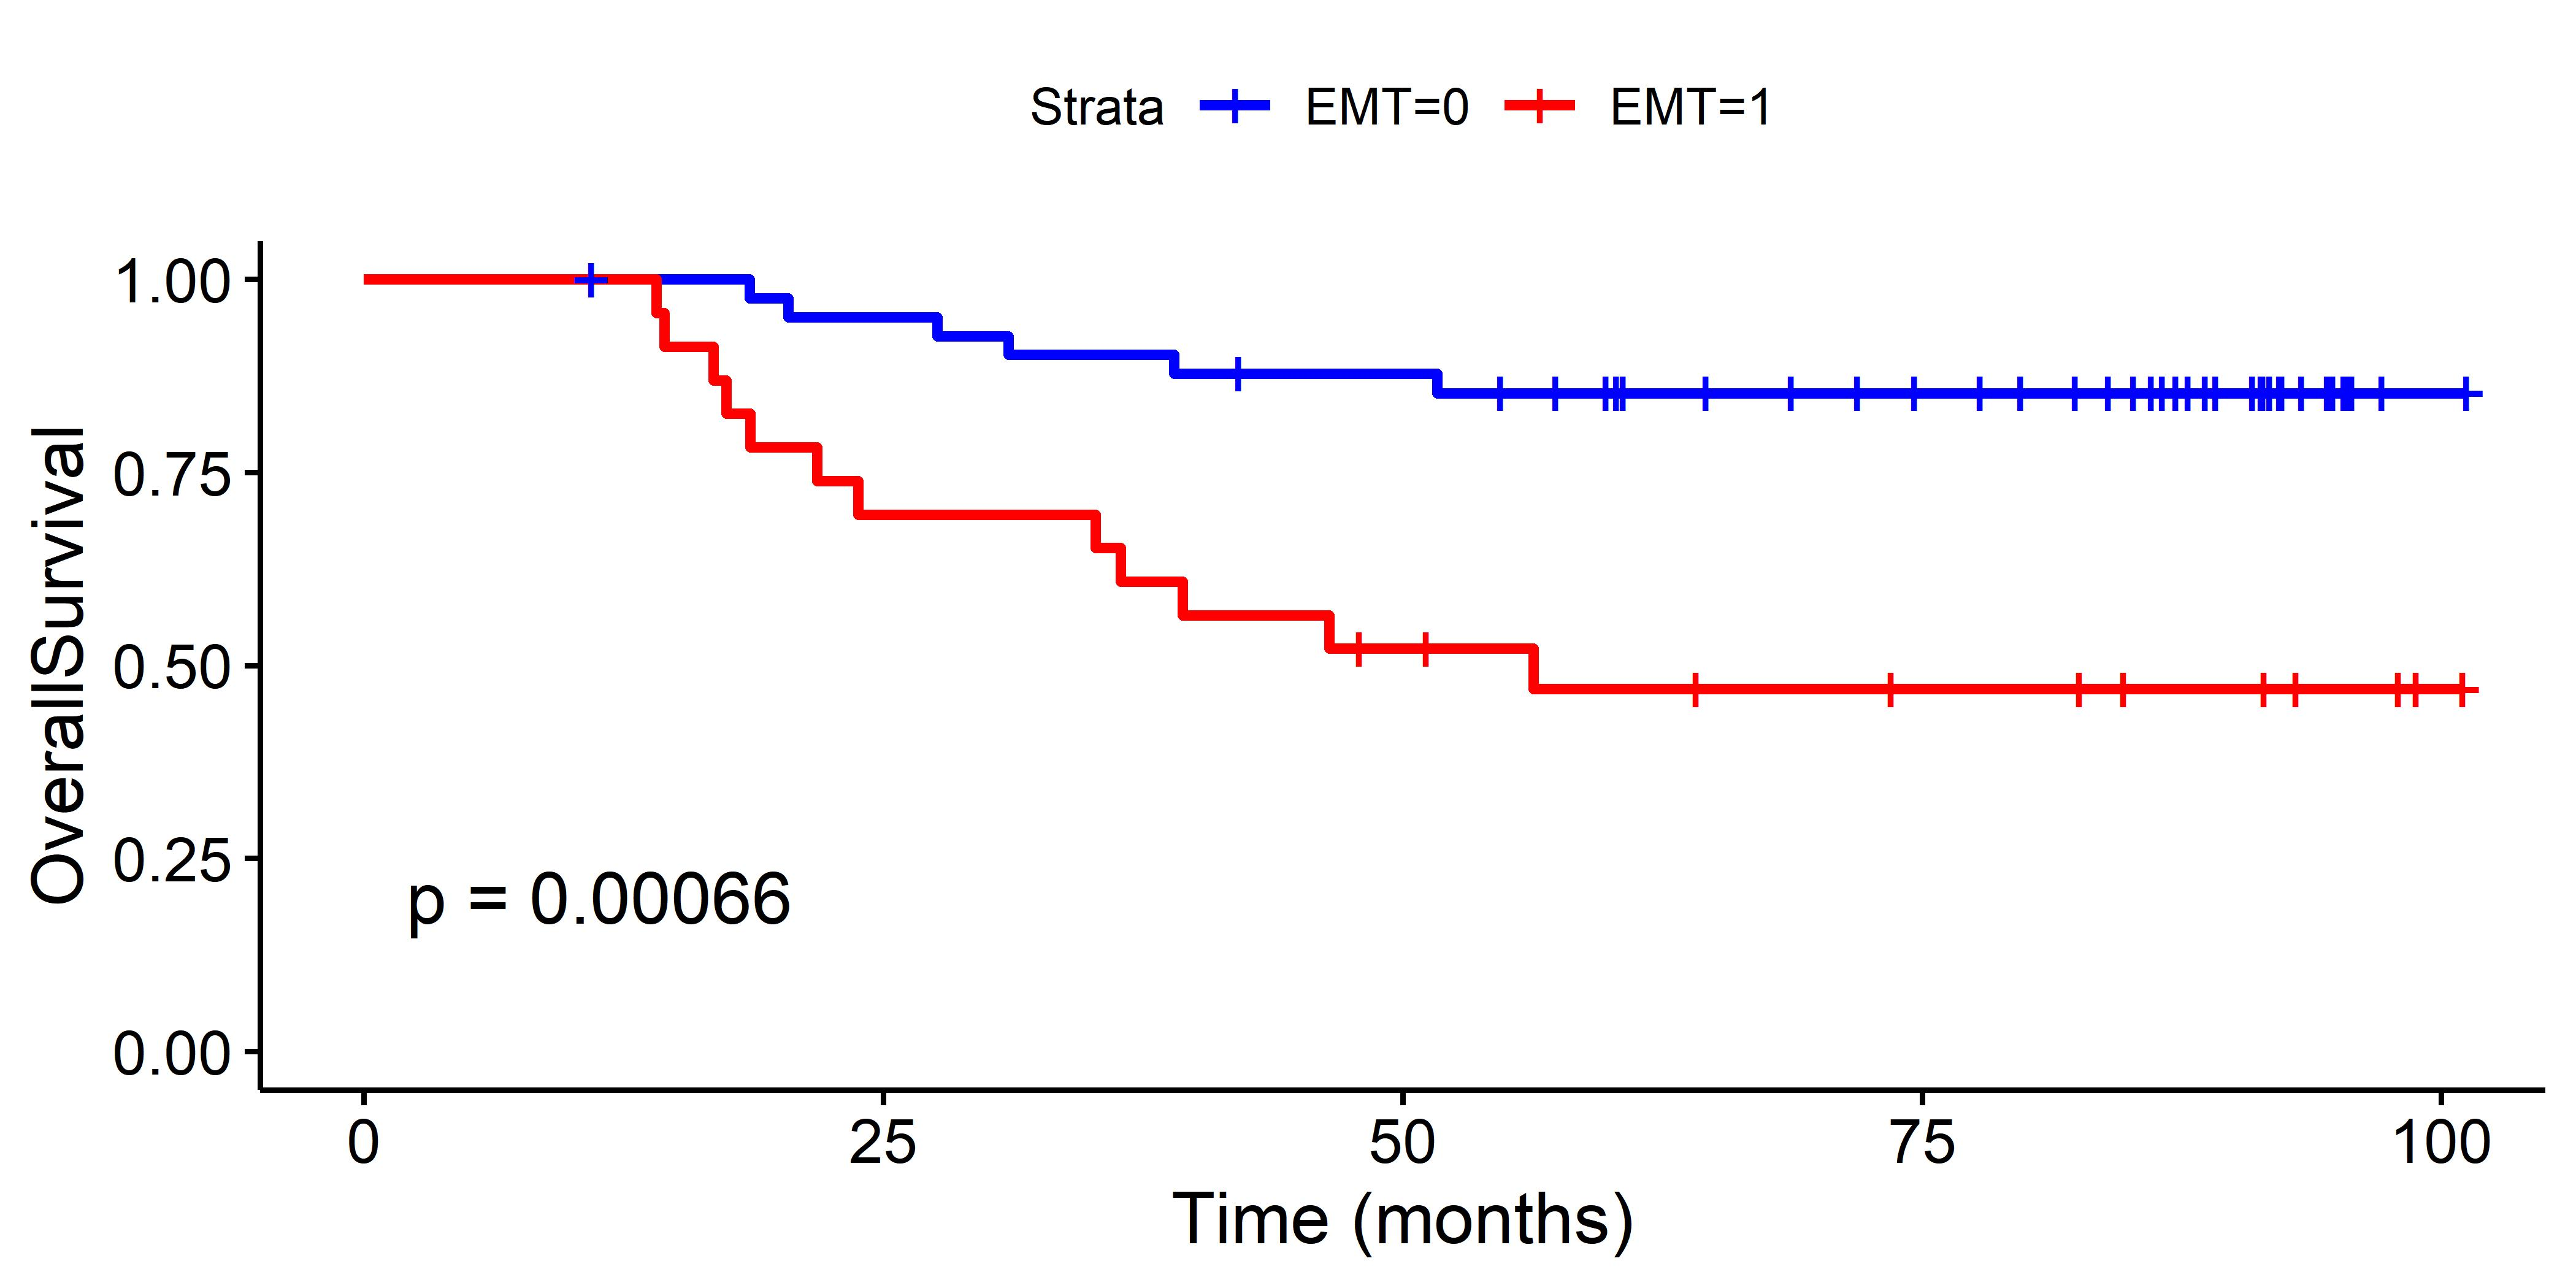 Strata EMT=0 EMT=1
OverallSurvival
1.00
0.75
0.50
0.25
0.00
p = 0.00066
0 25 50 75 100
Time (months)